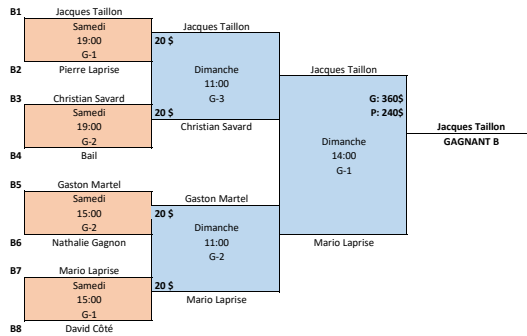 B1 Jacques Taillon
Samedi
19:00
G-1
B2 Pierre Laprise
B3 Christian Savard
Samedi
19:00
G-2
B4 Bail
B5 Gaston Martel
Samedi
15:00
G-2
B6 Nathalie Gagnon
B7 Mario Laprise
Samedi
15:00
G-1
B8 David Côté
Jacques Taillon
20 $
Dimanche
11:00
G-3
20 $
Christian Savard
Gaston Martel
20 $
Dimanche
11:00
G-2
20 $
Mario Laprise
Jacques Taillon
G: 360$
P: 240$
Dimanche
14:00
G-1
Mario Laprise
Jacques Taillon
GAGNANT B